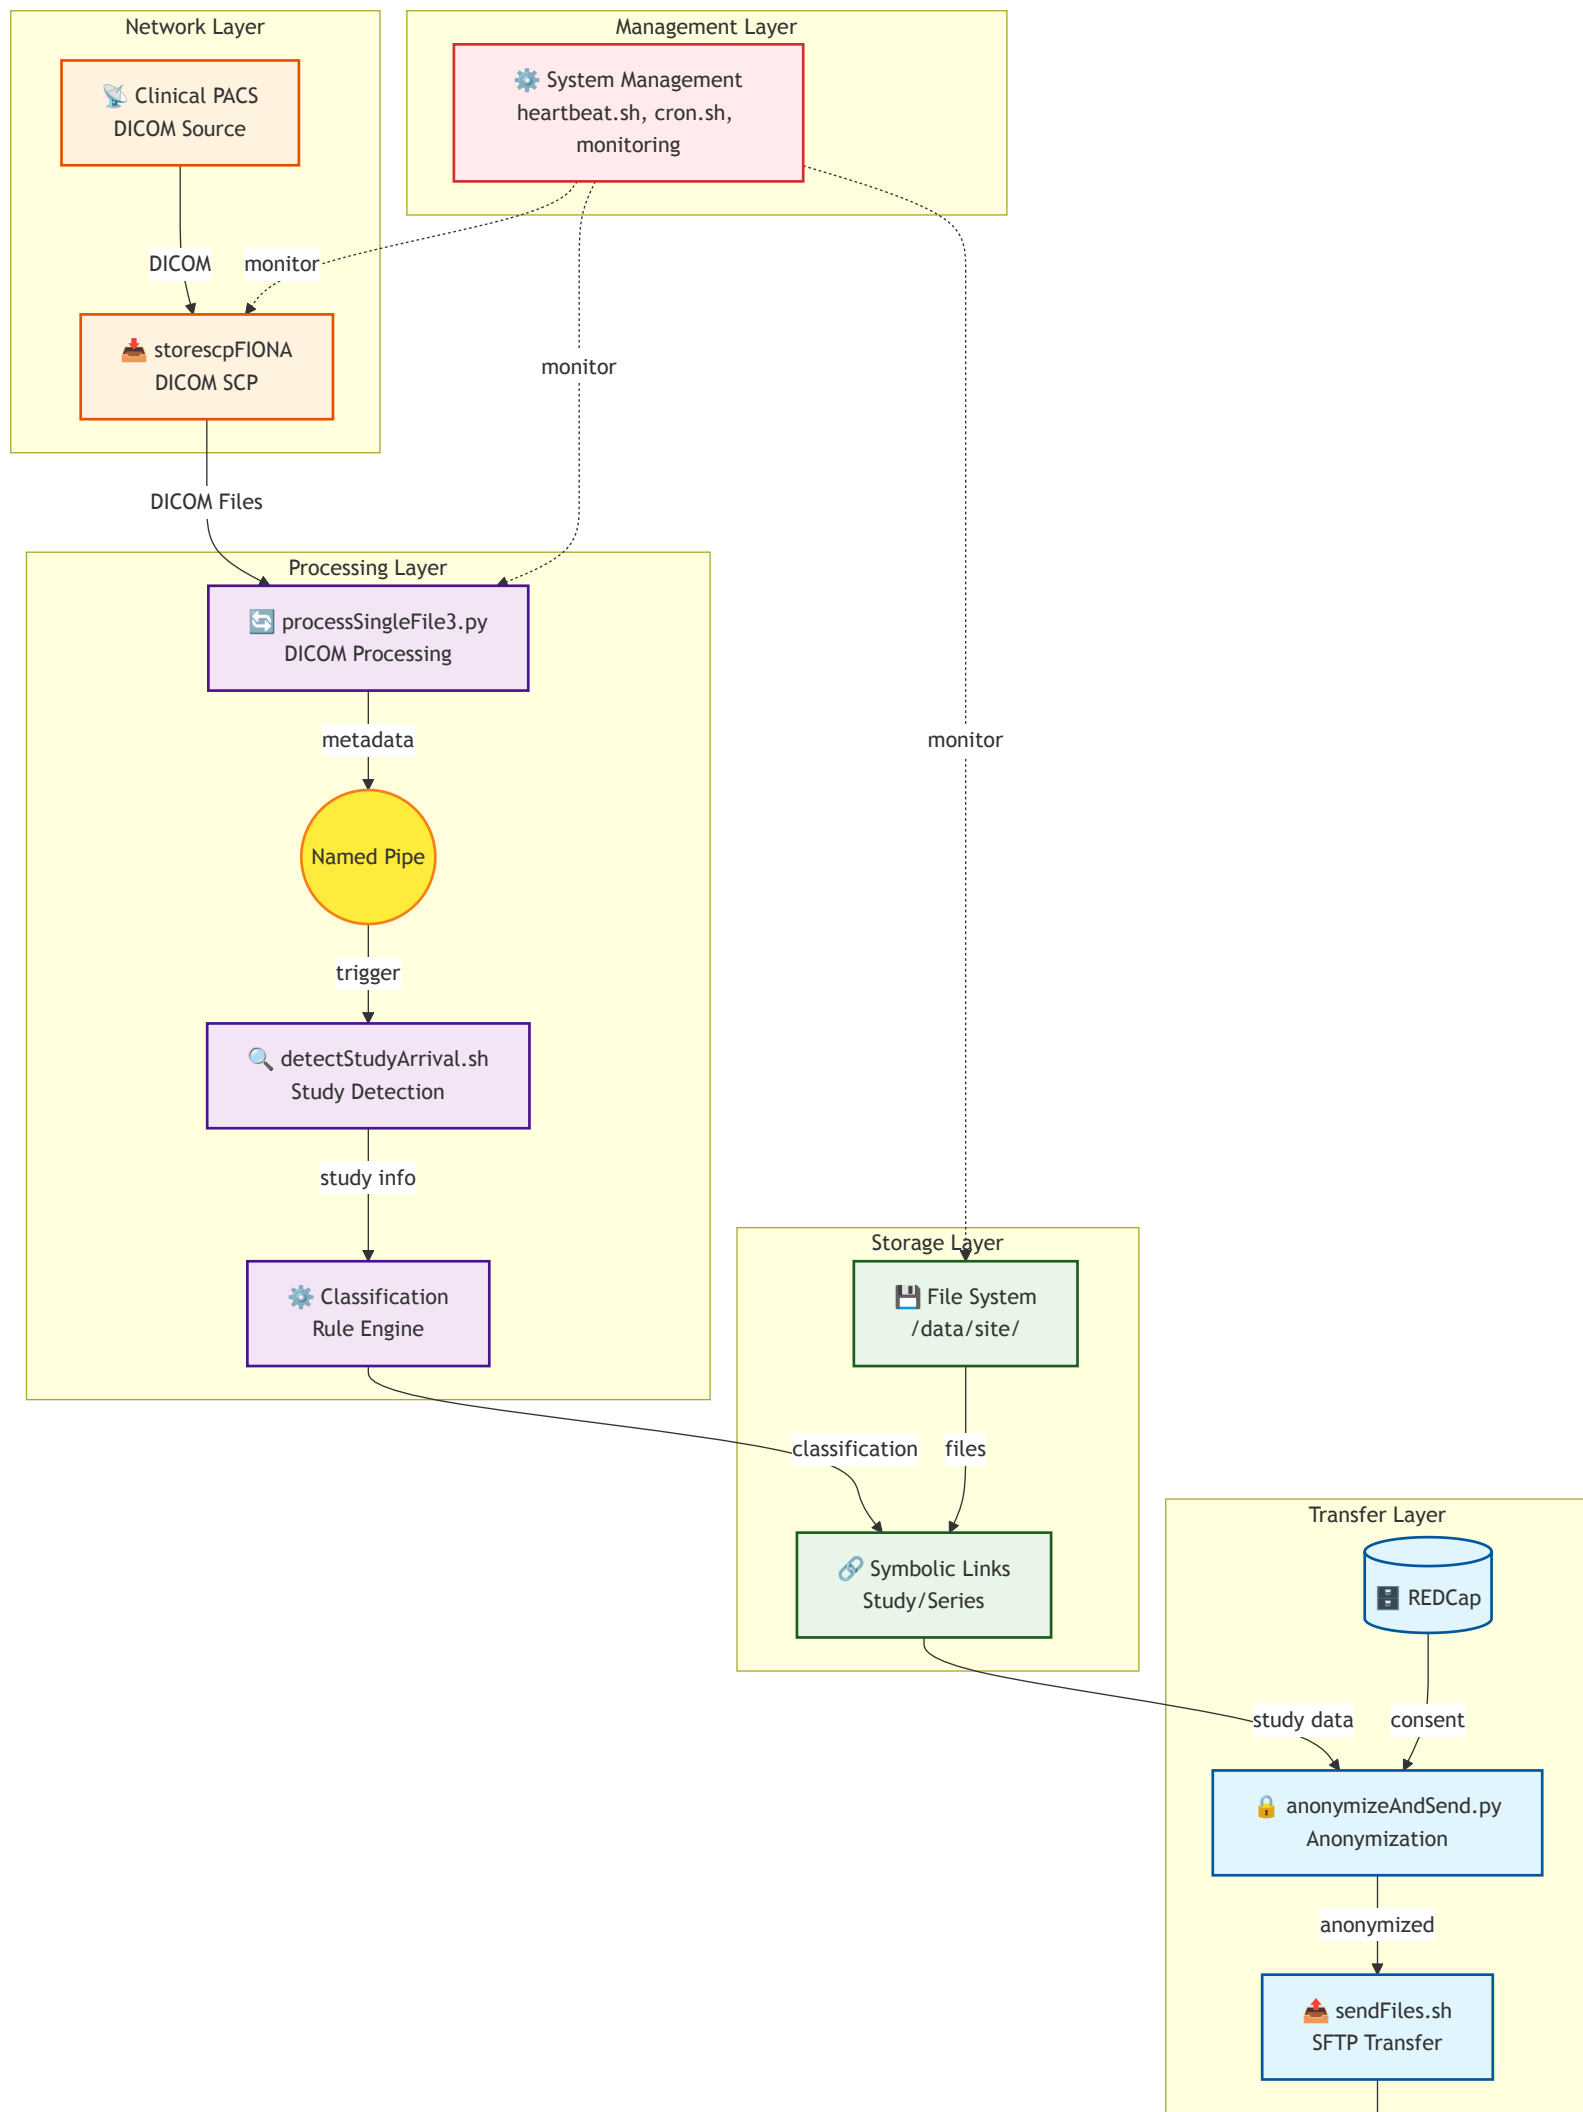 Network Layer
📡 Clinical PACS
DICOM Source
DICOM
📥 storescpFIONA
DICOM SCP
Management Layer
⚙️ System Management
heartbeat.sh, cron.sh,
monitoring
monitor
monitor
monitor
DICOM Files
Processing Layer
🔄 processSingleFile3.py
DICOM Processing
metadata
Named Pipe
trigger
🔍 detectStudyArrival.sh
Study Detection
study info
⚙️ Classification
Rule Engine
Storage Layer
💾 File System
/data/site/
classification
files
🔗 Symbolic Links
Study/Series
Transfer Layer
🗄️ REDCap
study data
consent
🔒 anonymizeAndSend.py
Anonymization
anonymized
📤 sendFiles.sh
SFTP Transfer